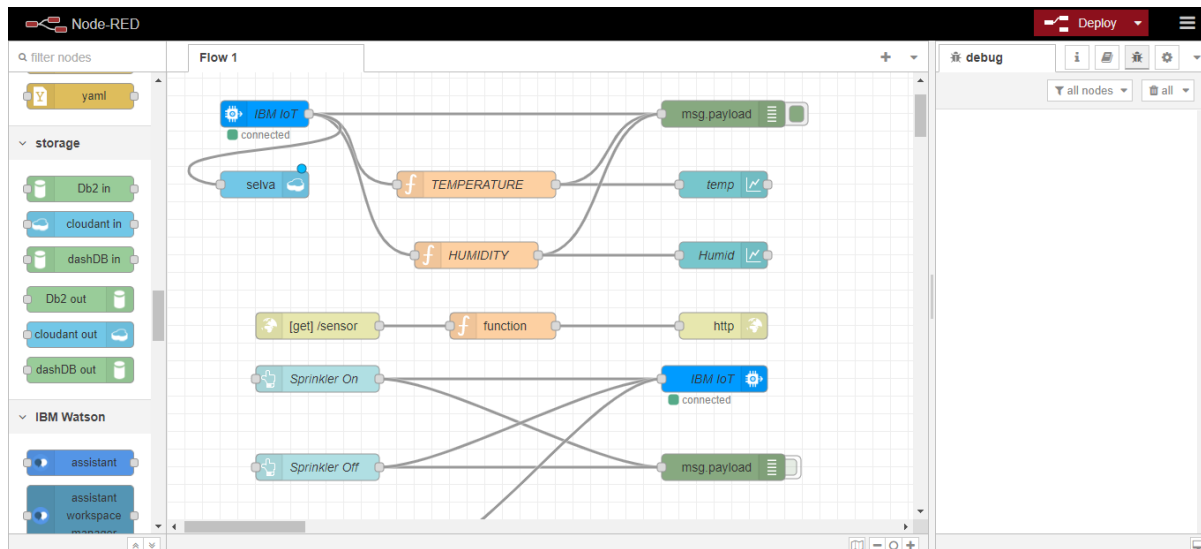 Node-RED
Deploy
filter nodes
Flow 1
debug
i
all nodes
all
yaml
storage
Db2 in
cloudant in
dashDB in
Db2 out
cloudant out
dashDB out
IBM Watson
assistant
assistant
workspace
manager
IBM IoT
connected
msg.payload
selva
TEMPERATURE
temp
HUMIDITY
Humid
[get] /sensor
function
http
Sprinkler On
IBM IoT
connected
Sprinkler Off
msg.payload